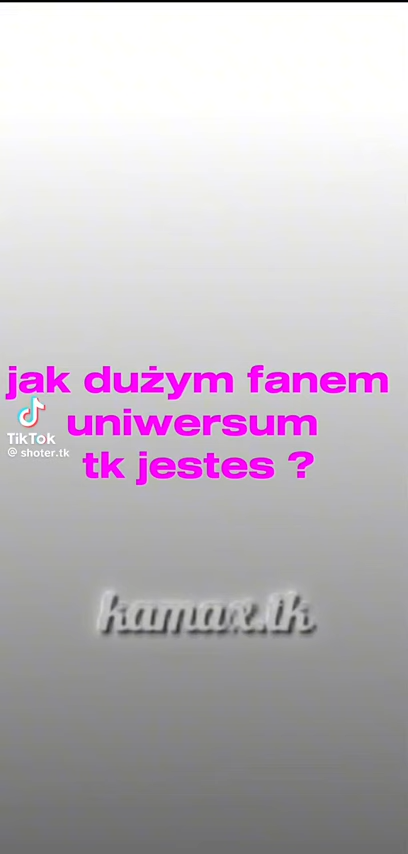 jak dużym fanem
uniwersum
tk jestes ?
TikTok
@ shoter.tk
kamax.tk